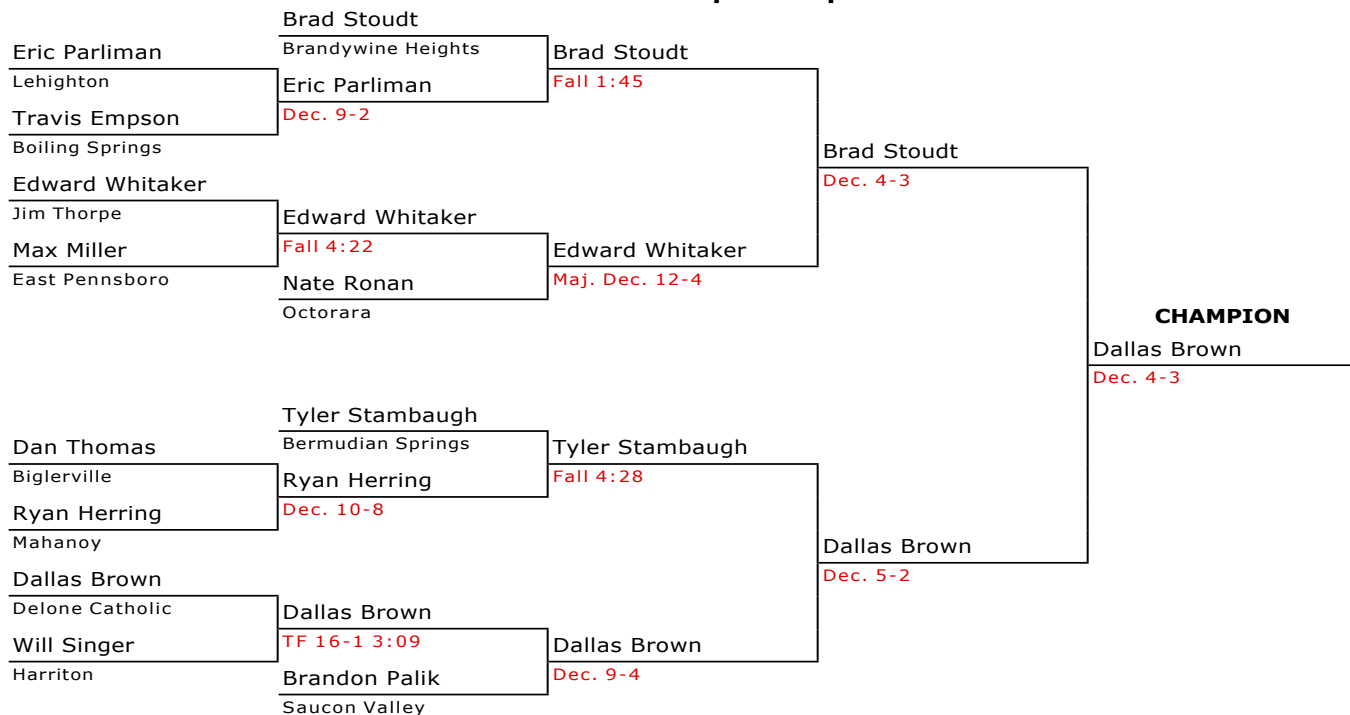 Brad Stoudt
Eric Parliman
Brandywine Heights
Brad Stoudt
Lehighton
Eric Parliman
Fall 1:45
Travis Empson
Dec. 9-2
Boiling Springs
Brad Stoudt
Edward Whitaker
Dec. 4-3
Jim Thorpe
Edward Whitaker
Max Miller
Fall 4:22
Edward Whitaker
East Pennsboro
Nate Ronan
Maj. Dec. 12-4
Octorara
CHAMPION
Dallas Brown
Dec. 4-3
Tyler Stambaugh
Dan Thomas
Bermudian Springs
Tyler Stambaugh
Biglerville
Ryan Herring
Fall 4:28
Ryan Herring
Dec. 10-8
Mahanoy
Dallas Brown
Dallas Brown
Dec. 5-2
Delone Catholic
Dallas Brown
Will Singer
TF 16-1 3:09
Dallas Brown
Harriton
Brandon Palik
Dec. 9-4
Saucon Valley